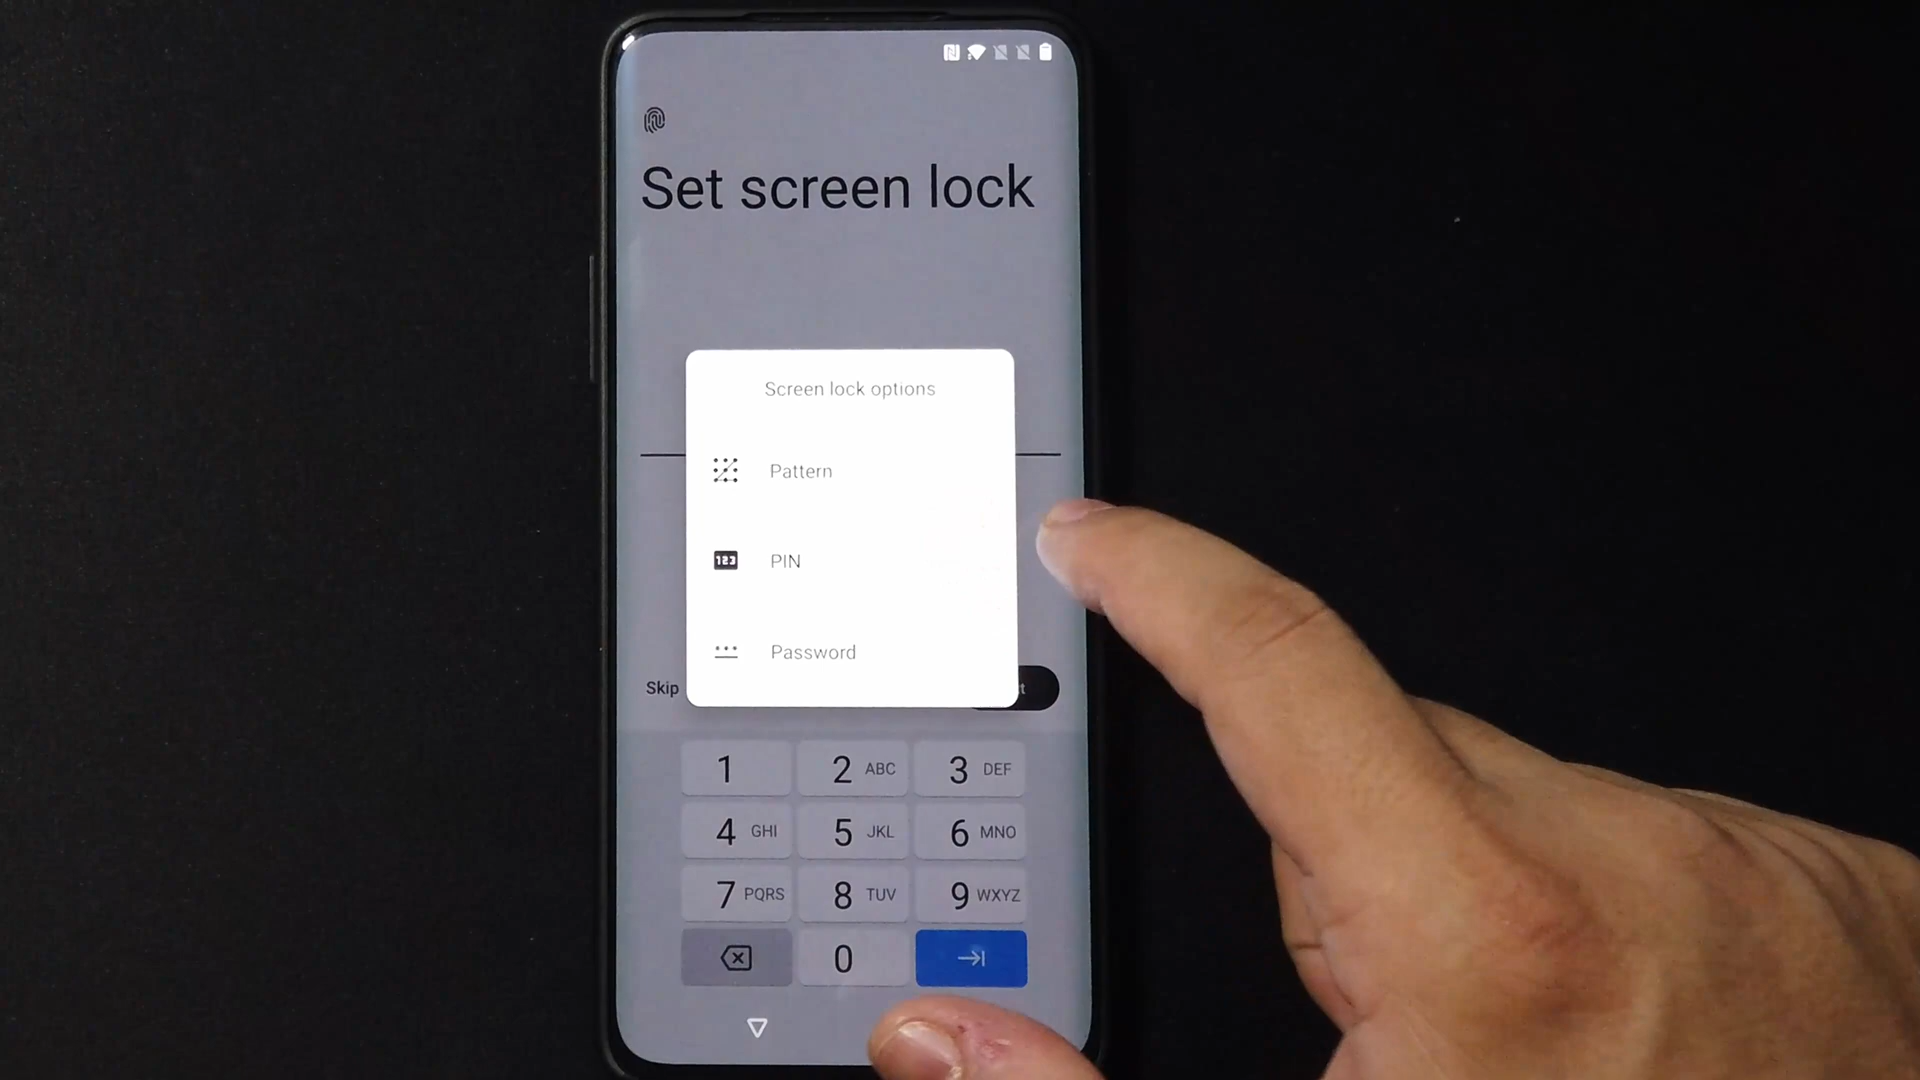 Set screen lock
Screen lock options
Pattern
123 PIN
Password
Skip
1 2 ABC 3 DEF
4 GHI 5 JKL 6 MNO
7 PQRS 8 TUV 9 WXYZ
0